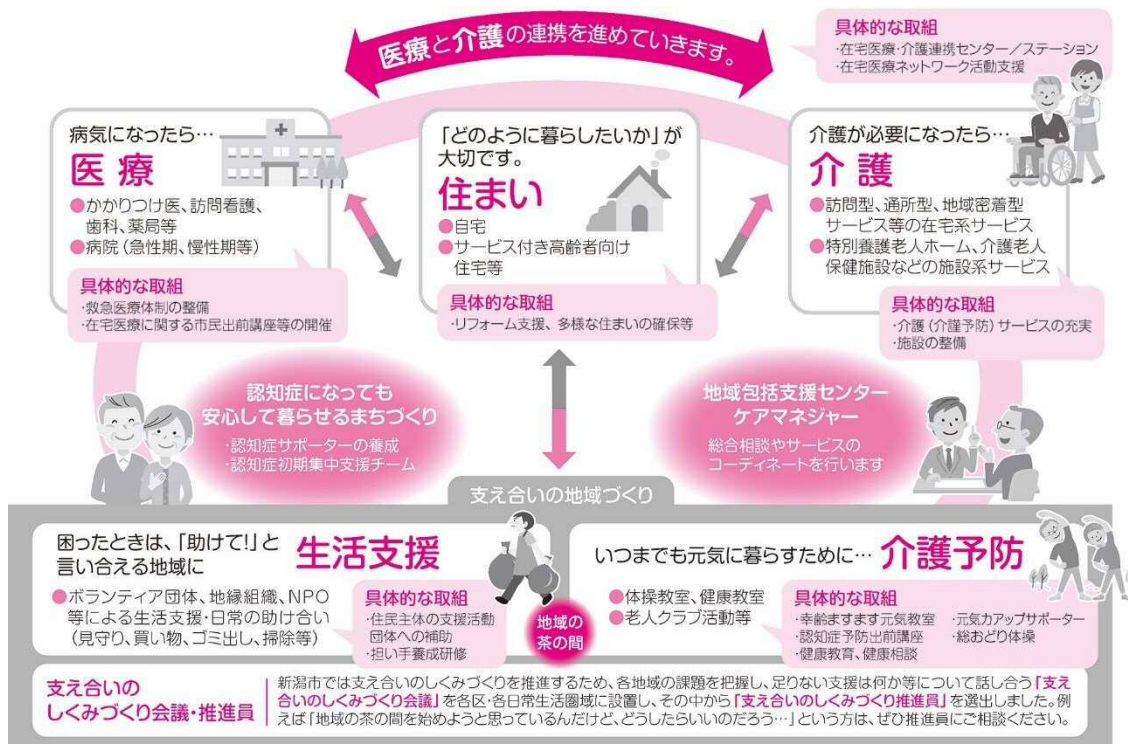 医療と介護の連携を進めていきます。
具体的な取組
・在宅医療・介護連携センター／ステーション
・在宅医療ネットワーク活動支援
病気になったら…
医療
●かかりつけ医、訪問看護、
歯科、薬局等
●病院（急性期、慢性期等）
具体的な取組
・救急医療体制の整備
・在宅医療に関する市民出前講座等の開催
「どのように暮らしたいか」が
大切です。
住まい
●自宅
●サービス付き高齢者向け
住宅等
具体的な取組
・リフォーム支援、多様な住まいの確保等
介護が必要になったら…
介護
●訪問型、通所型、地域密着型
サービス等の在宅系サービス
●特別養護老人ホーム、介護老人
保健施設などの施設系サービス
具体的な取組
・介護（介護予防）サービスの充実
・施設の整備
認知症になっても
安心して暮らせるまちづくり
・認知症サポーターの養成
・認知症初期集中支援チーム
地域包括支援センター
ケアマネジャー
総合相談やサービスの
コーディネートを行います
支え合いの地域づくり
困ったときは、「助けて!」と
言い合える地域に
生活支援
●ボランティア団体、地縁組織、NPO
等による生活支援・日常の助け合い
（見守り、買い物、ゴミ出し、掃除等）
具体的な取組
・住民主体の支援活動
団体への補助
・担い手養成研修
地域の
茶の間
いつまでも元気に暮らすために… 介護予防
●体操教室、健康教室
●老人クラブ活動等
具体的な取組
・幸齢ますます元気教室 ・元気力アップサポーター
・認知症予防出前講座 ・総おどり体操
・健康教育、健康相談
支え合いの
しくみづくり会議・推進員
新潟市では支え合いのしくみづくりを推進するため、各地域の課題を把握し、足りない支援は何か等について話し合う「支え
合いのしくみづくり会議」を各区・各日常生活圏域に設置し、その中から「支え合いのしくみづくり推進員」を選出しました。例
えば「地域の茶の間を始めようと思っているんだけど、どうしたらいいのだろう…」という方は、ぜひ推進員にご相談ください。